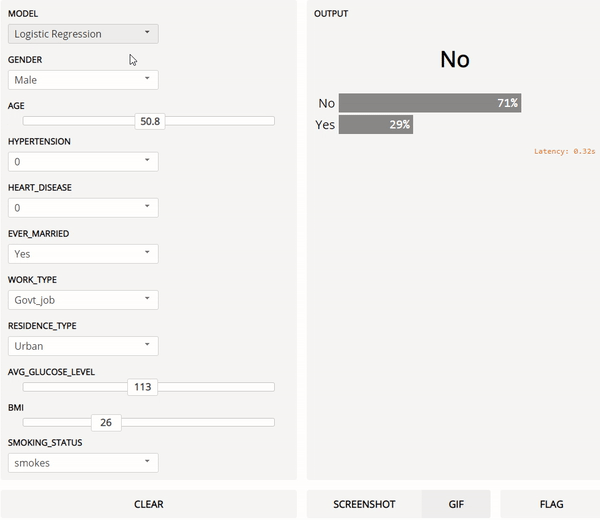 MODEL
Logistic Regression
GENDER
Male
AGE
50.8
HYPERTENSION
0
HEART_DISEASE
0
EVER_MARRIED
Yes
WORK_TYPE
Govt_job
RESIDENCE_TYPE
Urban
AVG_GLUCOSE_LEVEL
113
BMI
26
SMOKING_STATUS
smokes
CLEAR
OUTPUT
No
No 71%
Yes 29%
Latency: 0.32s
SCREENSHOT GIF FLAG